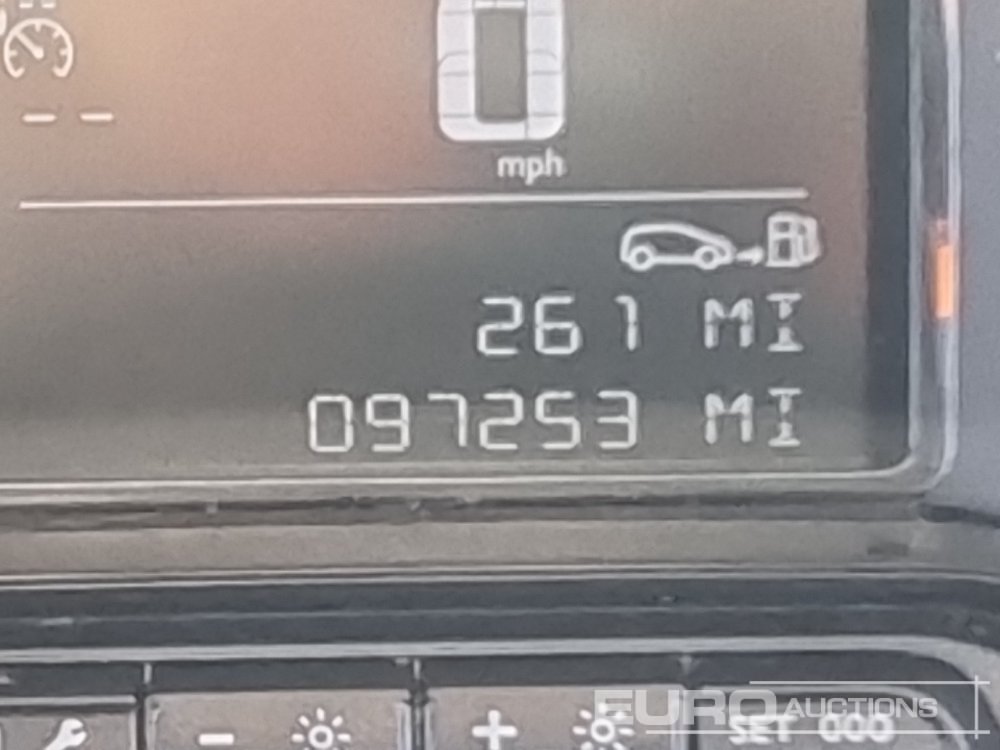 -- --
0
mph
261 MI
097253 MI
- +
SET 000
EURO AUCTIONS